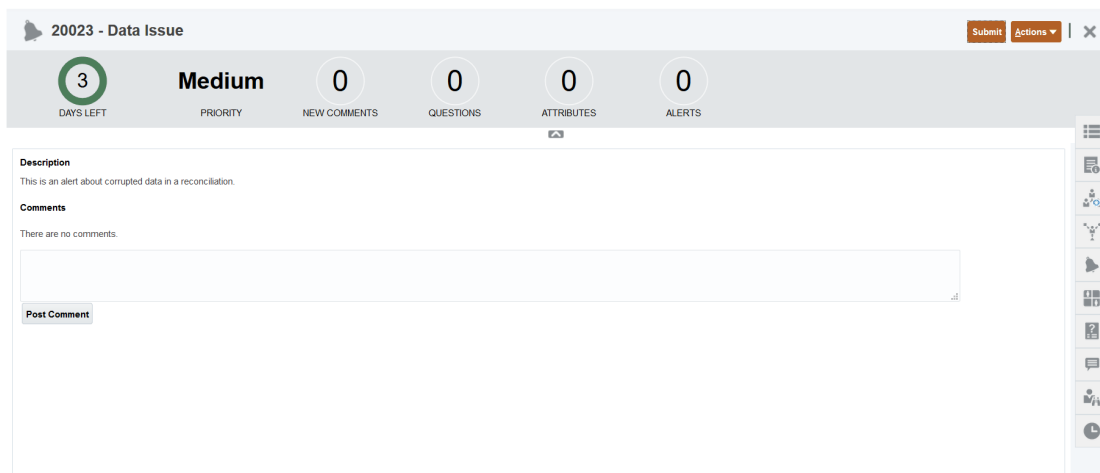 20023 - Data Issue
Submit Actions
3
DAYS LEFT
Medium
PRIORITY
0
NEW COMMENTS
0
QUESTIONS
0
ATTRIBUTES
0
ALERTS
Description
This is an alert about corrupted data in a reconciliation.
Comments
There are no comments.
Post Comment